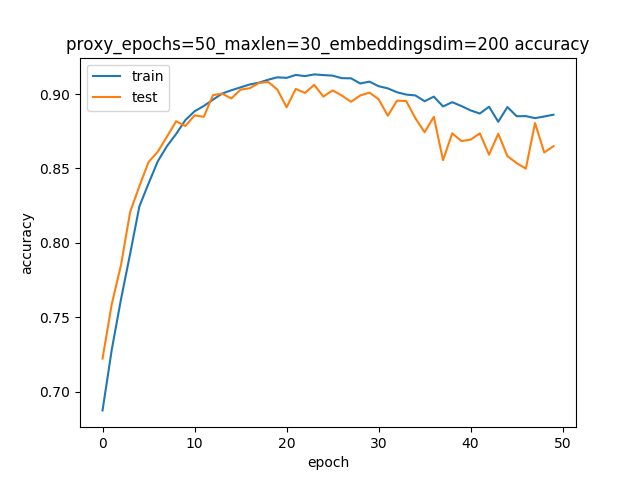 proxy_epochs=50_maxlen=30_embeddingsdim=200 accuracy
train
test
0.90
0.85
0.80
0.75
0.70
accuracy
0 10 20 30 40 50
epoch